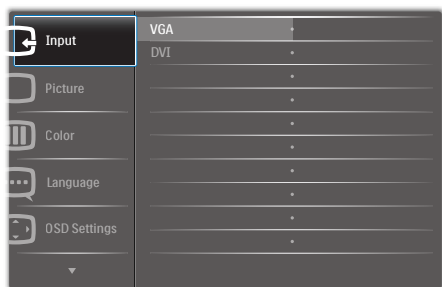 Input
Picture
Color
Language
OSD Settings
VGA
DVI